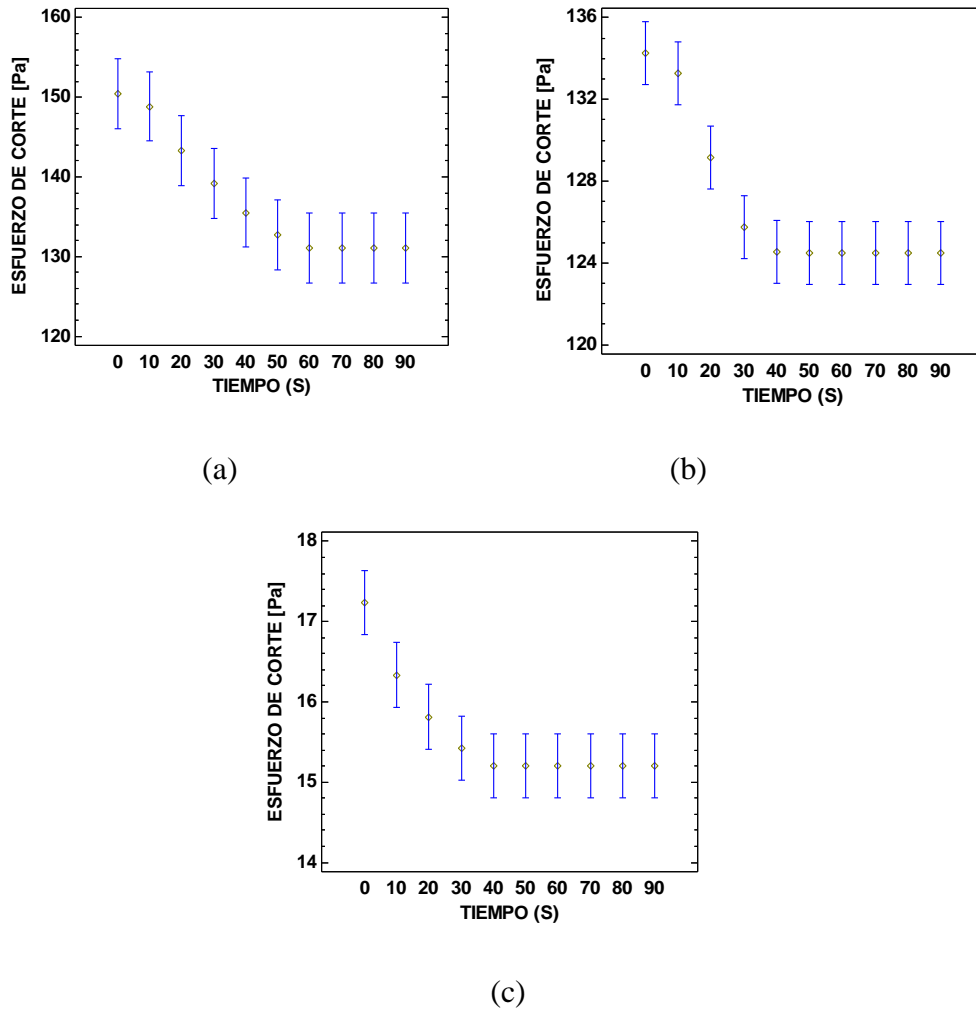 ESFUERZO DE CORTE [Pa]
160
150
140
130
120
0 10 20 30 40 50 60 70 80 90
TIEMPO (S)
(a)
ESFUERZO DE CORTE [Pa]
136
132
128
124
120
0 10 20 30 40 50 60 70 80 90
TIEMPO (S)
(b)
ESFUERZO DE CORTE [Pa]
18
17
16
15
14
0 10 20 30 40 50 60 70 80 90
TIEMPO (S)
(c)